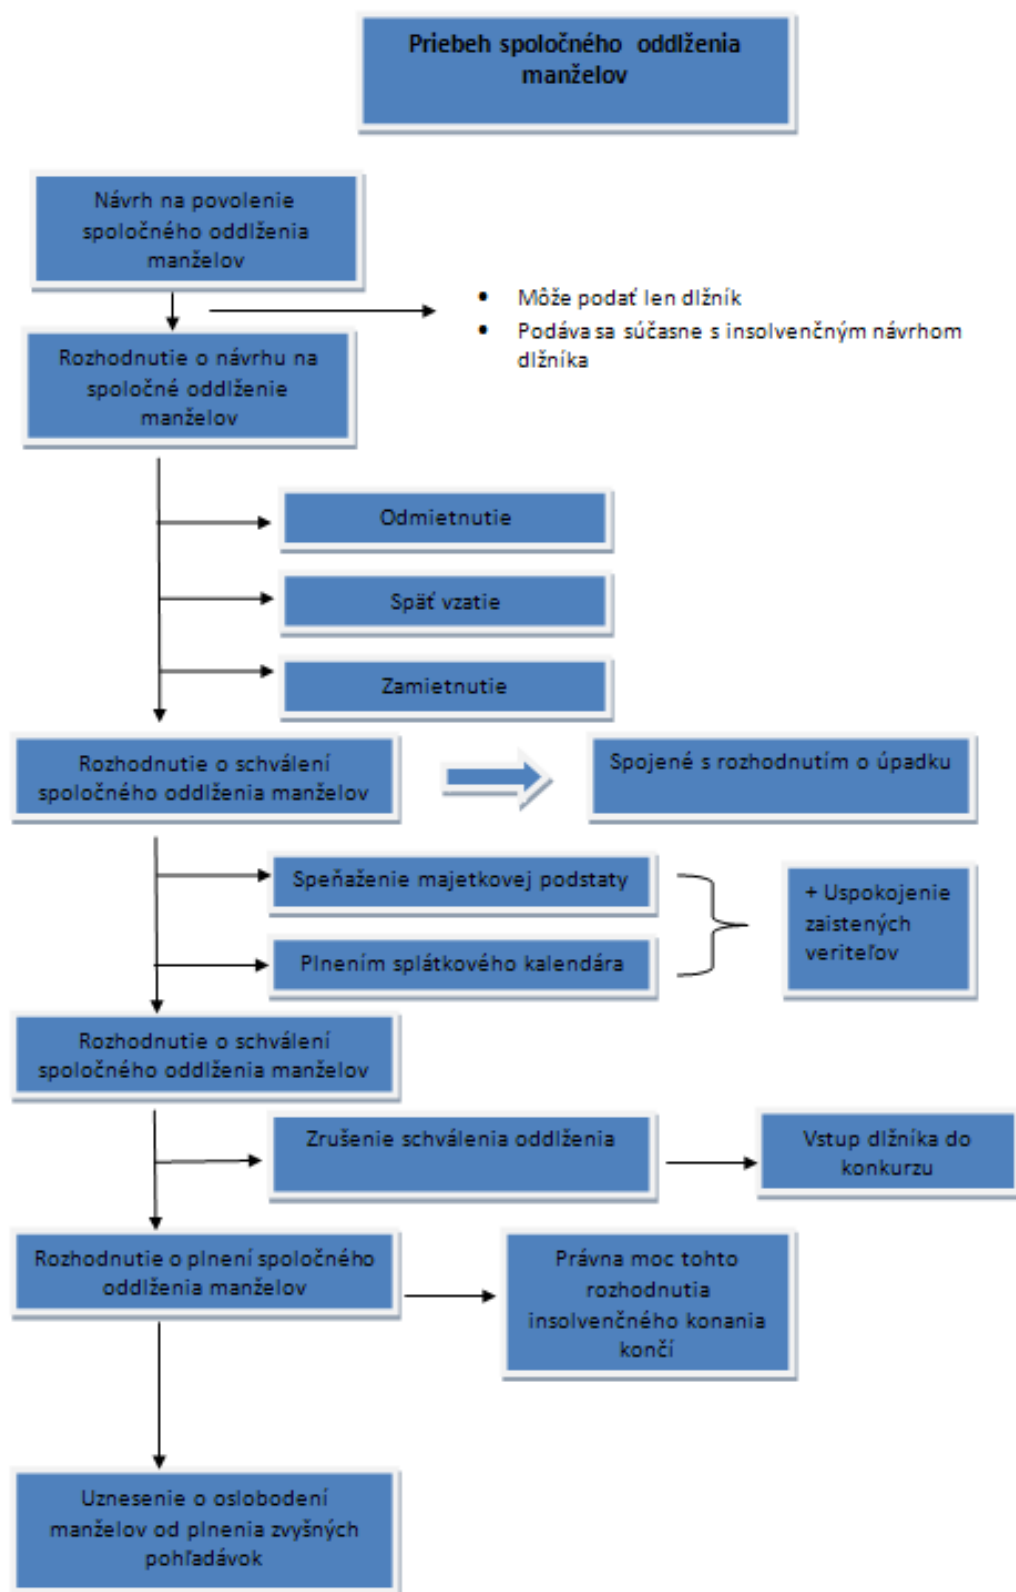 Priebeh spoločného oddlženia
manželov
Návrh na povolenie
spoločného oddlženia
manželov
• Môže podať len dlžník
• Podáva sa súčasne s insolvenčným návrhom
dlžníka
Rozhodnutie o návrhu na
spoločné oddlženie
manželov
Odmietnutie
Späť vzatie
Zamietnutie
Rozhodnutie o schválení
spoločného oddlženia manželov
Spojené s rozhodnutím o úpadku
Speňaženie majetkovej podstaty
Plnením splátkového kalendára
+ Uspokojenie
zaistených
veriteľov
Rozhodnutie o schválení
spoločného oddlženia manželov
Zrušenie schválenia oddlženia
Vstup dlžníka do
konkurzu
Rozhodnutie o plnení spoločného
oddlženia manželov
Právna moc tohto
rozhodnutia
insolvenčného konania
končí
Uznesenie o oslobodení
manželov od plnenia zvyšných
pohľadávok